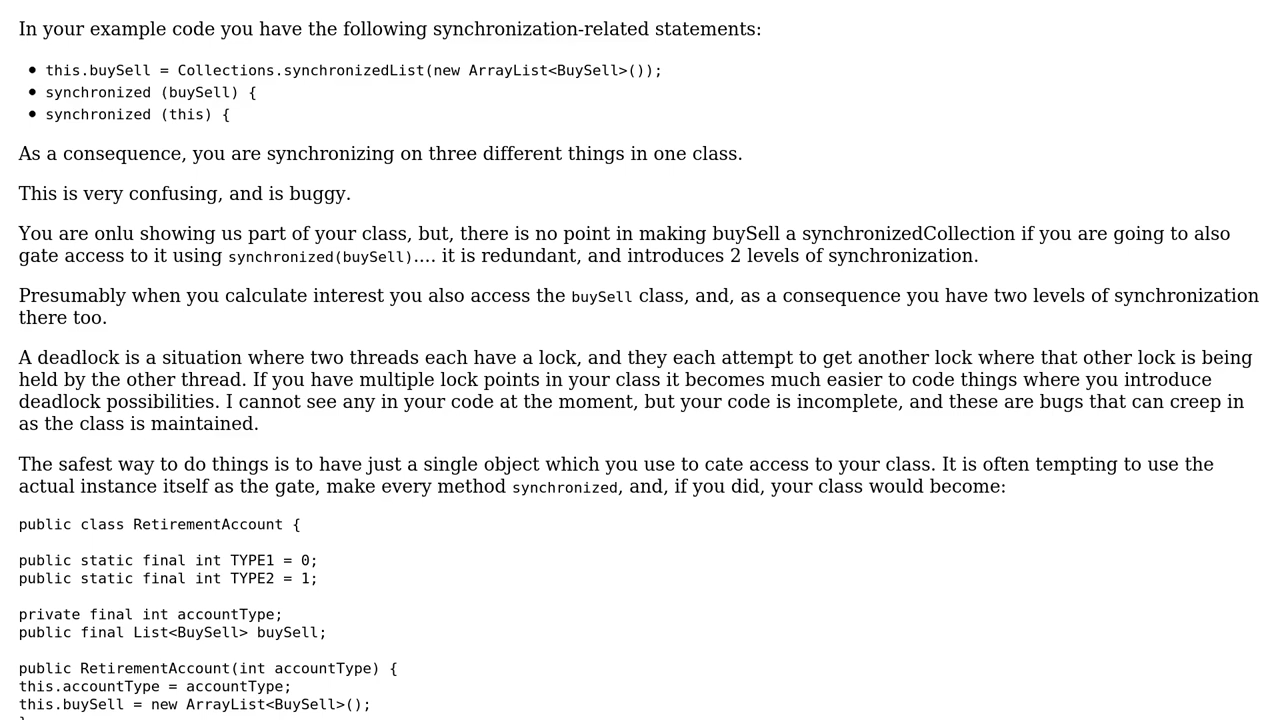 In your example code you have the following synchronization-related statements:
• this.buySell = Collections.synchronizedList(new ArrayList<BuySell>());
• synchronized (buySell) {
• synchronized (this) {
As a consequence, you are synchronizing on three different things in one class.
This is very confusing, and is buggy.
You are onlu showing us part of your class, but, there is no point in making buySell a synchronizedCollection if you are going to also
gate access to it using synchronized(buySell).... it is redundant, and introduces 2 levels of synchronization.
Presumably when you calculate interest you also access the buySell class, and, as a consequence you have two levels of synchronization
there too.
A deadlock is a situation where two threads each have a lock, and they each attempt to get another lock where that other lock is being
held by the other thread. If you have multiple lock points in your class it becomes much easier to code things where you introduce
deadlock possibilities. I cannot see any in your code at the moment, but your code is incomplete, and these are bugs that can creep in
as the class is maintained.
The safest way to do things is to have just a single object which you use to cate access to your class. It is often tempting to use the
actual instance itself as the gate, make every method synchronized, and, if you did, your class would become:
public class RetirementAccount {
public static final int TYPE1 = 0;
public static final int TYPE2 = 1;
private final int accountType;
public final List<BuySell> buySell;
public RetirementAccount(int accountType) {
this.accountType = accountType;
this.buySell = new ArrayList<BuySell>();
}